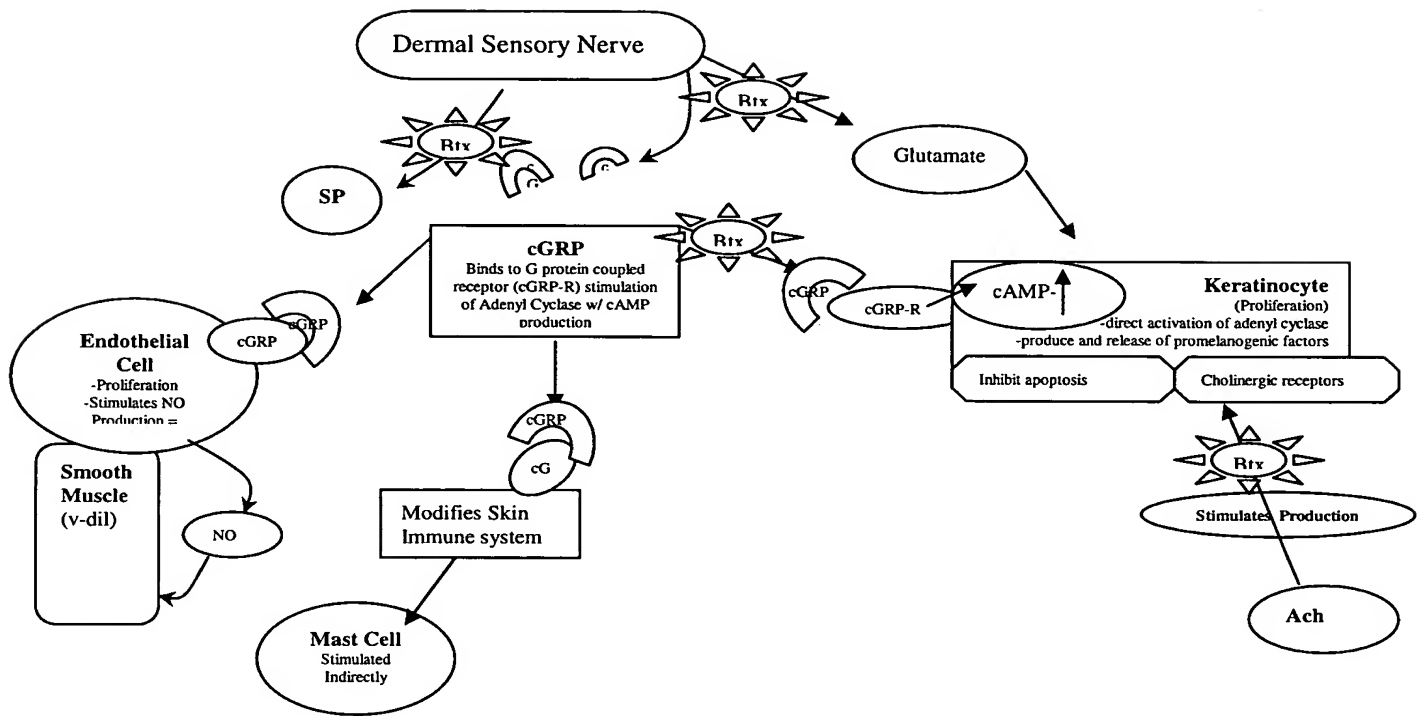 Dermal Sensory Nerve
Rtx
Rtx
Glutamate
SP
G
cGRP
Binds to G protein coupled
receptor (cGRP-R) stimulation
of Adenyl Cyclase w/ cAMP
production
Rtx
cGRP
cGRP-R
cAMP-
Keratinocyte
(Proliferation)
-direct activation of adenyl cyclase
-produce and release of promelanogenic factors
Inhibit apoptosis
Cholinergic receptors
cGRP
cGRP
Endothelial
Cell
-Proliferation
-Stimulates NO
Production =
Smooth
Muscle
(v-dil)
NO
cGRP
cG
Modifies Skin
Immune system
Mast Cell
Stimulated
Indirectly
Rtx
Stimulates Production
Ach